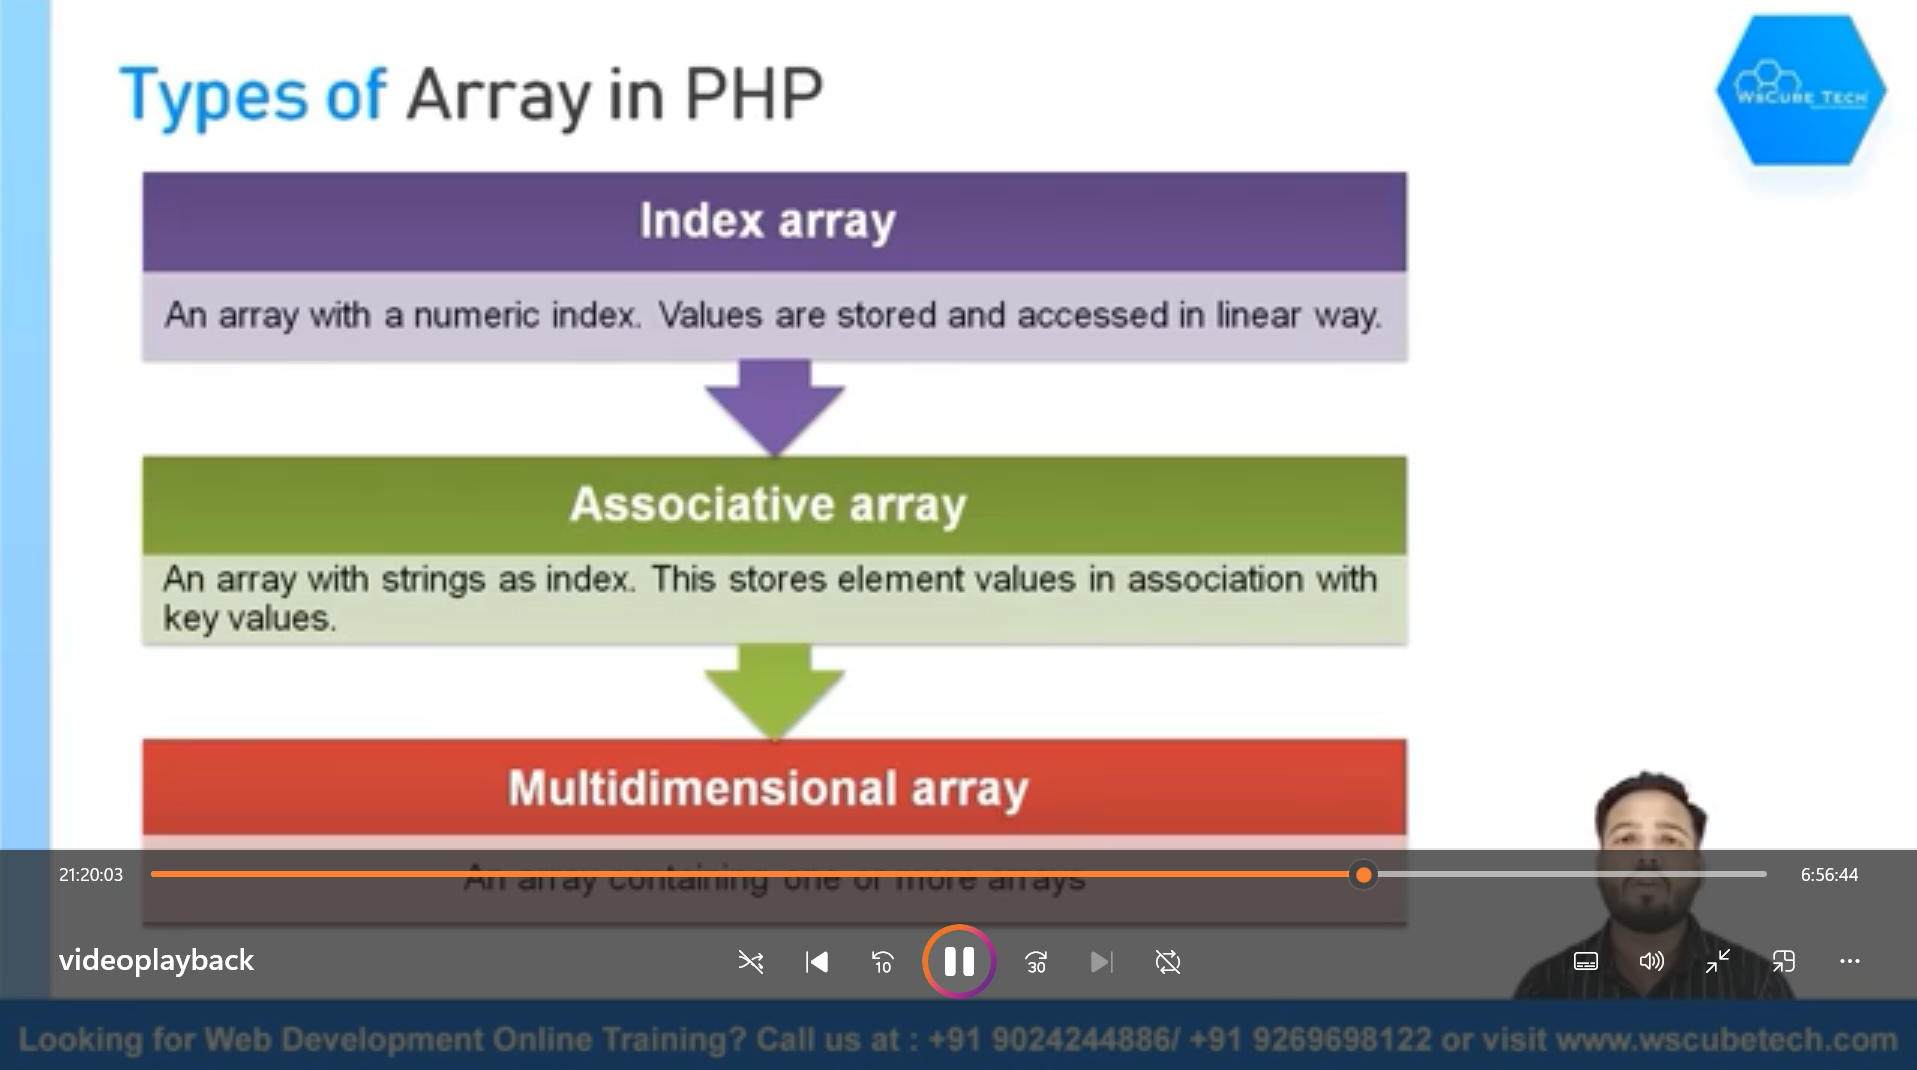 Types of Array in PHP
WsCube Tech
Index array
An array with a numeric index. Values are stored and accessed in linear way.
Associative array
An array with strings as index. This stores element values in association with
key values.
Multidimensional array
An array containing one or more arrays
21:20:03
6:56:44
videoplayback
10
30
Looking for Web Development Online Training? Call us at : +91 9024244886/ +91 9269698122 or visit www.wscubetech.com